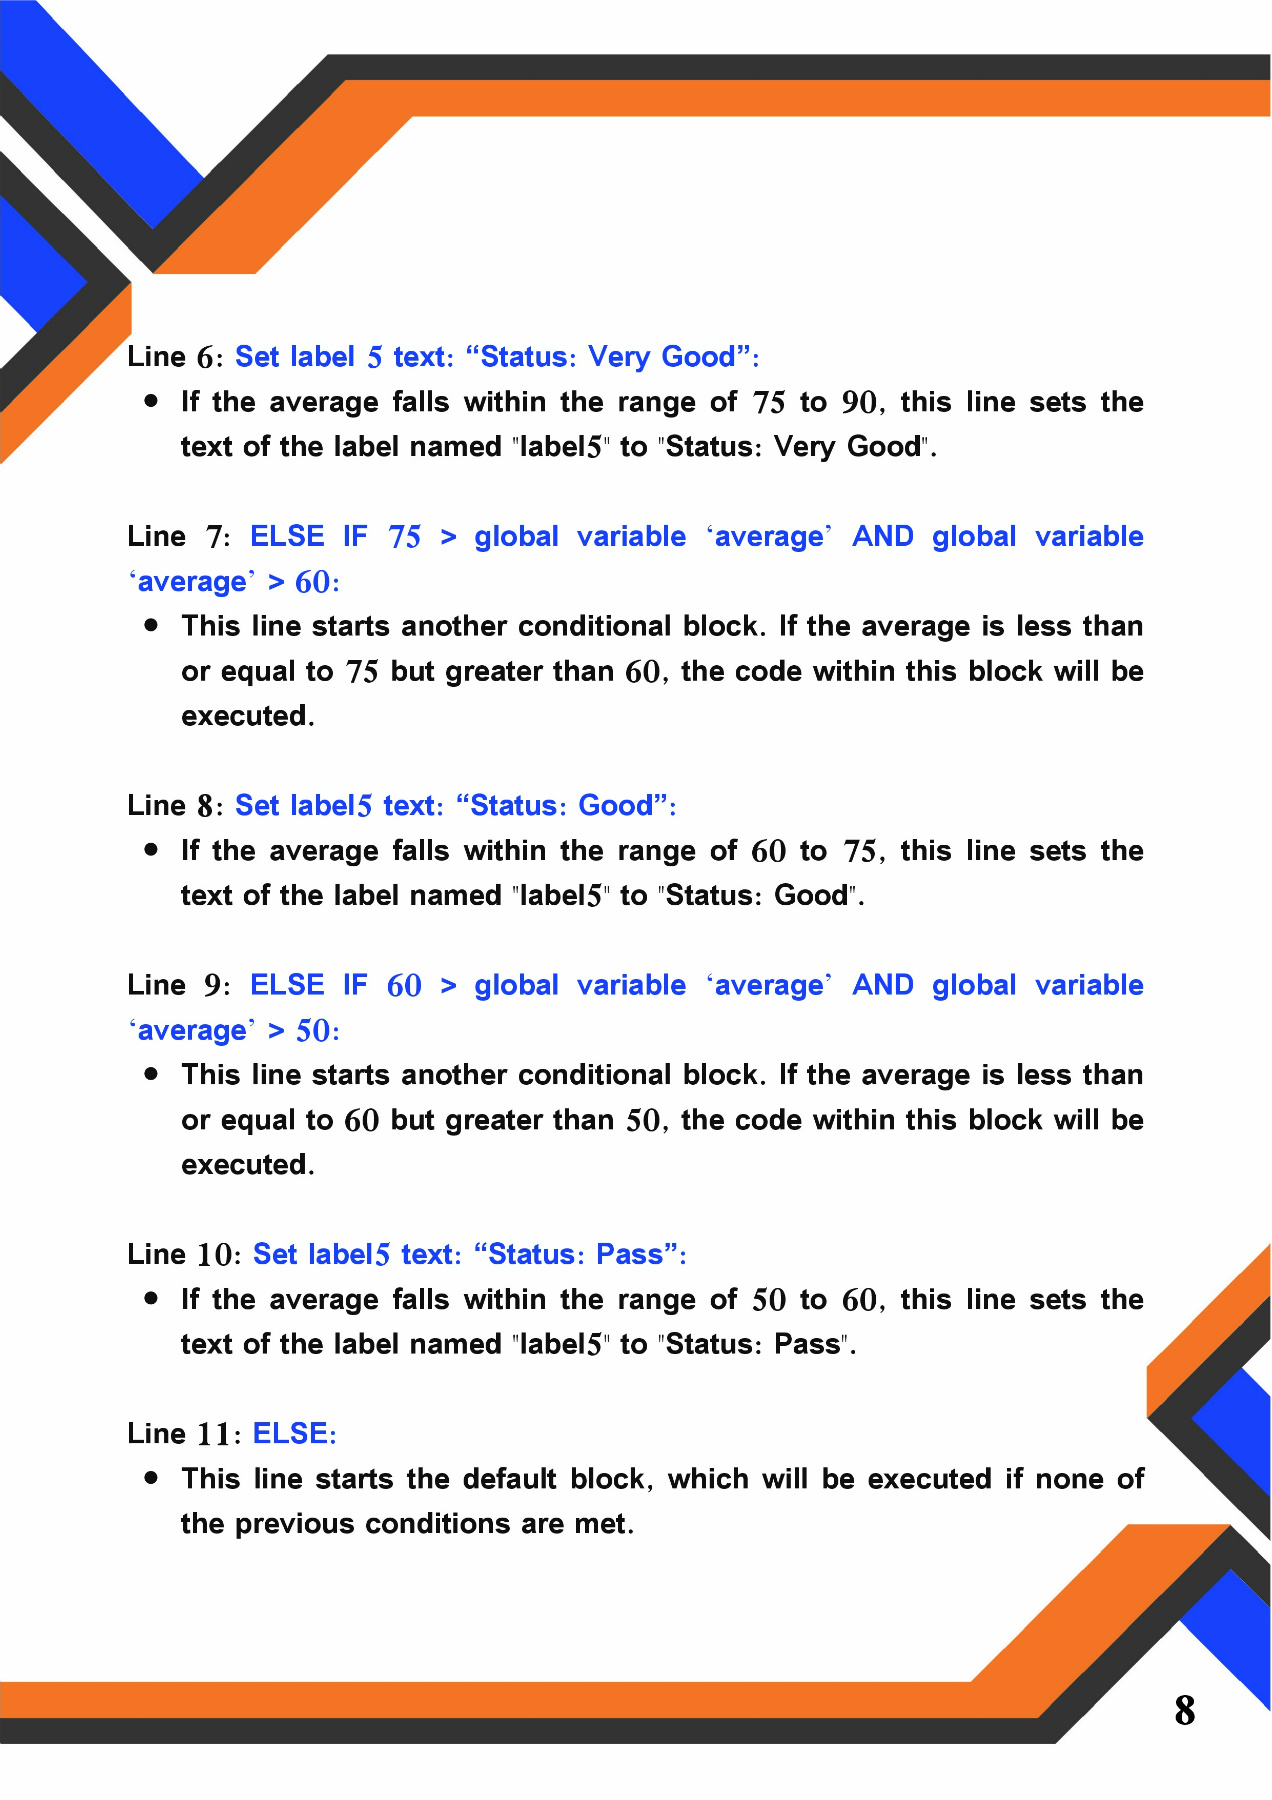 Line 6: Set label 5 text: “Status: Very Good”:
● If the average falls within the range of 75 to 90, this line sets the
text of the label named "label5" to "Status: Very Good".
Line 7: ELSE IF 75 > global variable ‘average’ AND global variable
‘average’ > 60:
● This line starts another conditional block. If the average is less than
or equal to 75 but greater than 60, the code within this block will be
executed.
Line 8: Set label5 text: “Status: Good”:
● If the average falls within the range of 60 to 75, this line sets the
text of the label named "label5" to "Status: Good".
Line 9: ELSE IF 60 > global variable ‘average’ AND global variable
‘average’ > 50:
● This line starts another conditional block. If the average is less than
or equal to 60 but greater than 50, the code within this block will be
executed.
Line 10: Set label5 text: “Status: Pass”:
● If the average falls within the range of 50 to 60, this line sets the
text of the label named "label5" to "Status: Pass".
Line 11: ELSE:
● This line starts the default block, which will be executed if none of
the previous conditions are met.
8